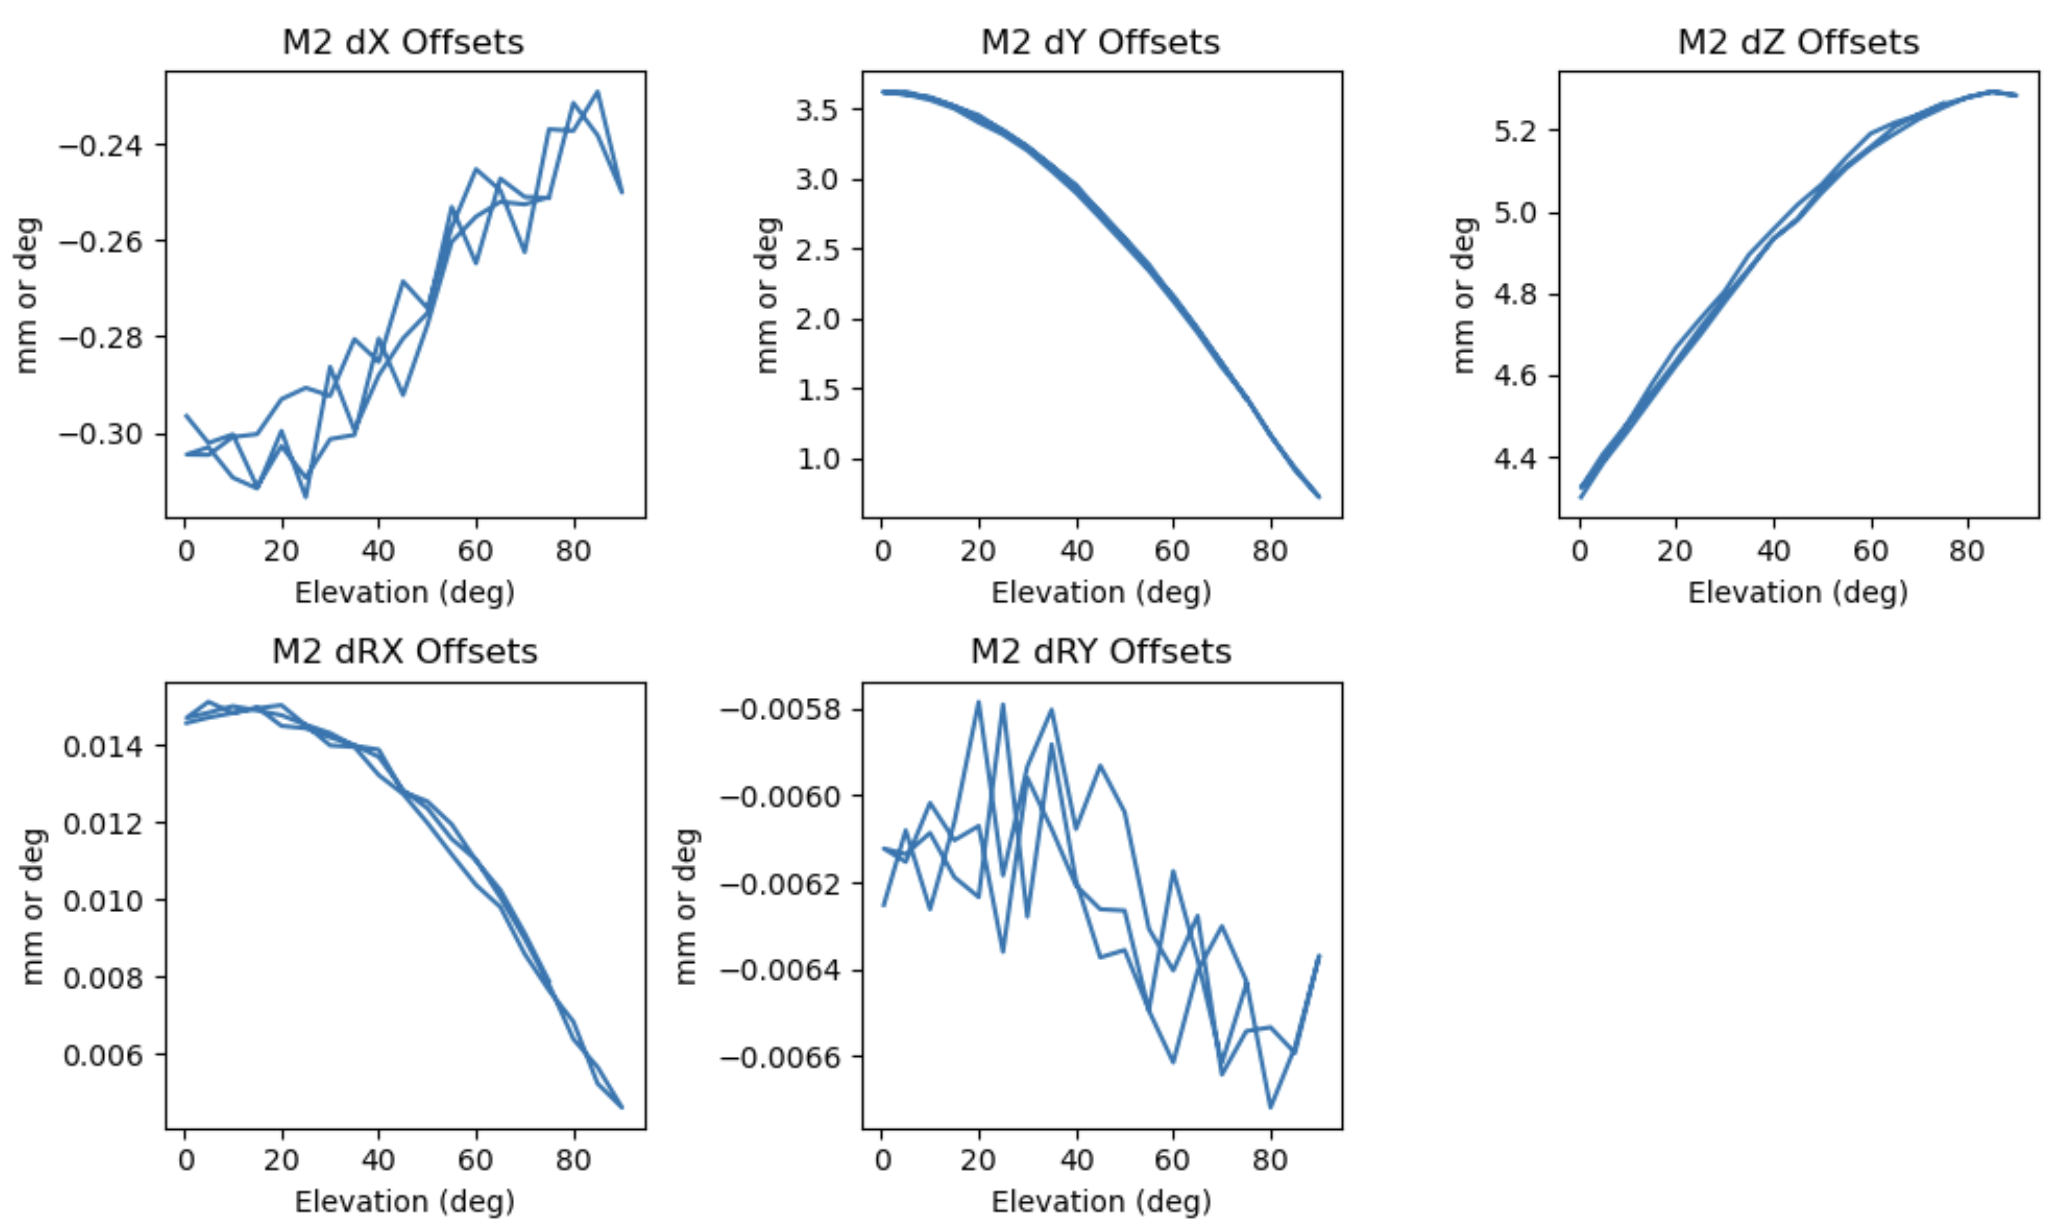 M2 dX Offsets
mm or deg
−0.24
−0.26
−0.28
−0.30
0 20 40 60 80
Elevation (deg)
M2 dY Offsets
mm or deg
3.5
3.0
2.5
2.0
1.5
1.0
0 20 40 60 80
Elevation (deg)
M2 dZ Offsets
mm or deg
5.2
5.0
4.8
4.6
4.4
0 20 40 60 80
Elevation (deg)
M2 dRX Offsets
mm or deg
0.014
0.012
0.010
0.008
0.006
0 20 40 60 80
Elevation (deg)
M2 dRY Offsets
mm or deg
−0.0058
−0.0060
−0.0062
−0.0064
−0.0066
0 20 40 60 80
Elevation (deg)